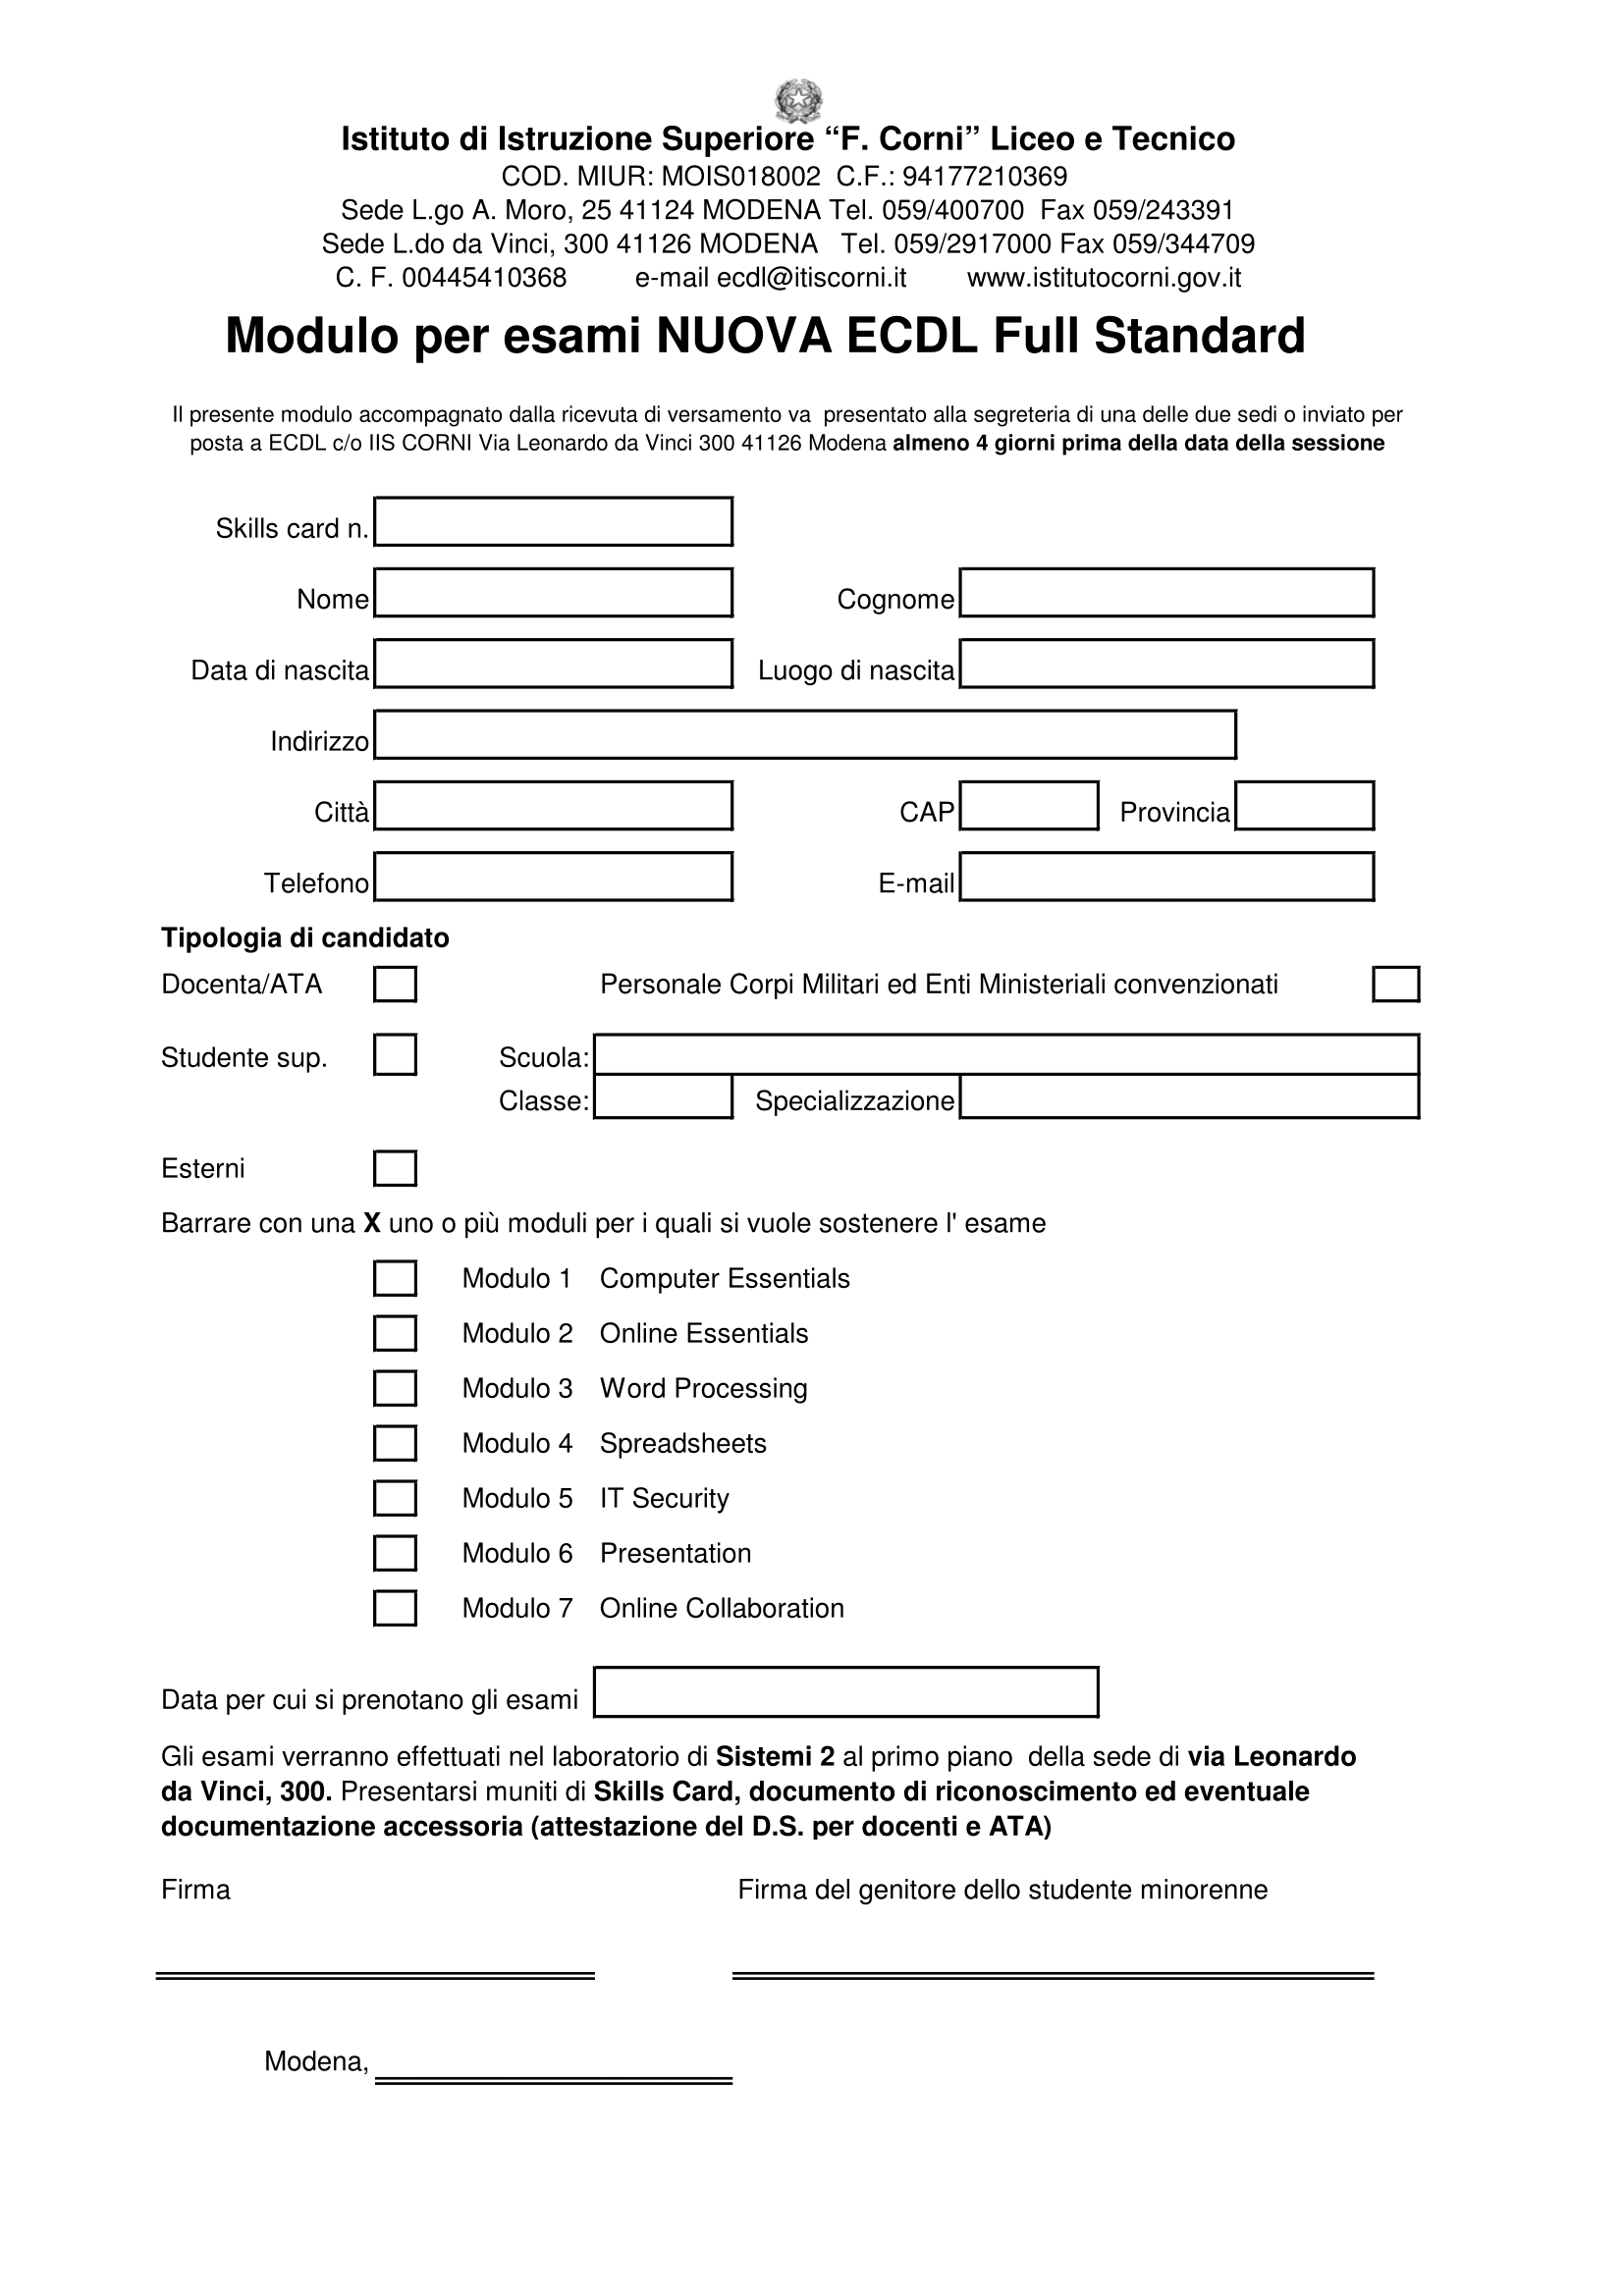 Istituto di Istruzione Superiore “F. Corni” Liceo e Tecnico
COD. MIUR: MOIS018002 C.F.: 94177210369
Sede L.go A. Moro, 25 41124 MODENA Tel. 059/400700 Fax 059/243391
Sede L.do da Vinci, 300 41126 MODENA Tel. 059/2917000 Fax 059/344709
C. F. 00445410368 e-mail ecdl@itiscorni.it www.istitutocorni.gov.it
Modulo per esami NUOVA ECDL Full Standard
Il presente modulo accompagnato dalla ricevuta di versamento va presentato alla segreteria di una delle due sedi o inviato per
posta a ECDL c/o IIS CORNI Via Leonardo da Vinci 300 41126 Modena almeno 4 giorni prima della data della sessione
Skills card n.
Nome Cognome
Data di nascita Luogo di nascita
Indirizzo
Città CAP Provincia
Telefono E-mail
Tipologia di candidato
Docenta/ATA Personale Corpi Militari ed Enti Ministeriali convenzionati
Studente sup. Scuola:
Classe: Specializzazione
Esterni
Barrare con una X uno o più moduli per i quali si vuole sostenere l' esame
Modulo 1 Computer Essentials
Modulo 2 Online Essentials
Modulo 3 Word Processing
Modulo 4 Spreadsheets
Modulo 5 IT Security
Modulo 6 Presentation
Modulo 7 Online Collaboration
Data per cui si prenotano gli esami
Gli esami verranno effettuati nel laboratorio di Sistemi 2 al primo piano della sede di via Leonardo
da Vinci, 300. Presentarsi muniti di Skills Card, documento di riconoscimento ed eventuale
documentazione accessoria (attestazione del D.S. per docenti e ATA)
Firma Firma del genitore dello studente minorenne
Modena,